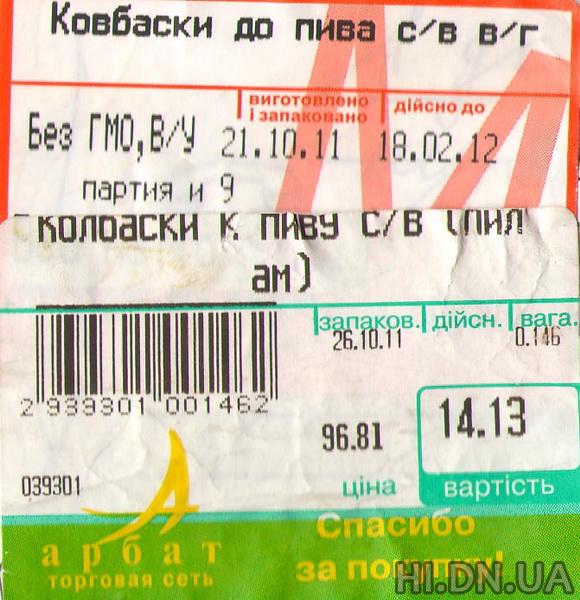 Ковбаски до пива с/в в/г
виготовлено
і запаковано
дійсно до
Без ГМО,В/У
21.10.11
18.02.12
партия и 9
Колбаски к пиву с/в (Пил
ам)
запаков.
дійсн.
вага.
26.10.11
0.146
2 939301 001462
96.81
14.13
039301
ціна
вартість
арбат
торговая сеть
Спасибо
за покупку!
HI.DN.UA